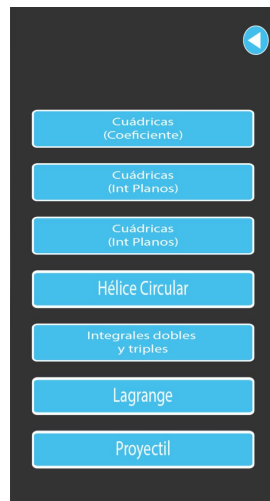 Cuádricas
(Coeficiente)
Cuádricas
(Int Planos)
Cuádricas
(Int Planos)
Hélice Circular
Integrales dobles
y triples
Lagrange
Proyectil